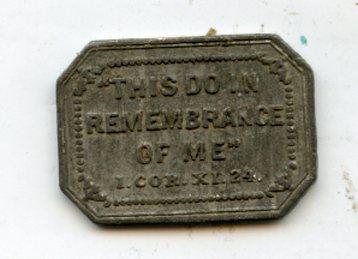 "THIS DO IN
REMEMBRANCE
OF ME"
I. COR. XI. 24.